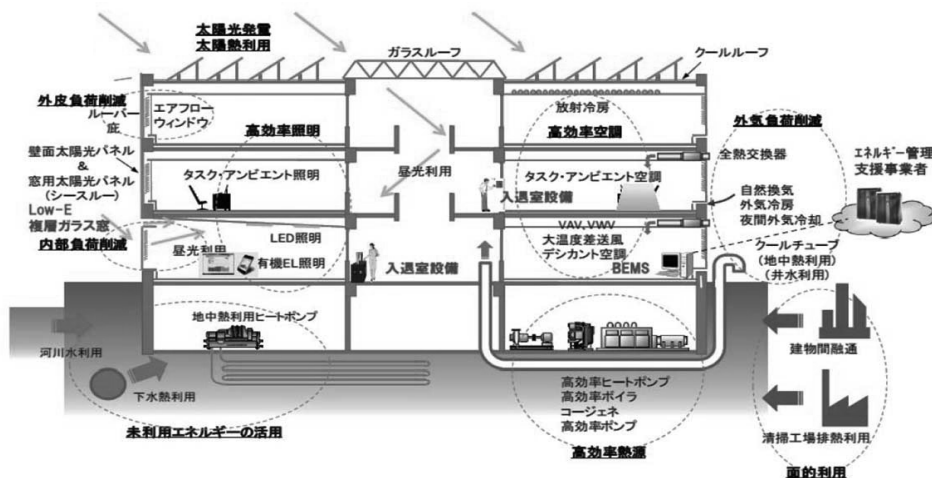 太陽光発電
太陽熱利用
ガラスルーフ
クールルーフ
外皮負荷削減
ルーバー
庇
エアフロー
ウィンドウ
高効率照明
放射冷房
高効率空調
外気負荷削減
壁面太陽光パネル
&
窓用太陽光パネル
(シースルー)
Low-E
複層ガラス窓
内部負荷削減
タスク・アンビエント照明
昼光利用
入退室設備
タスク・アンビエント空調
全熱交換器
自然換気
外気冷房
夜間外気冷却
エネルギー管理
支援事業者
昼光利用
LED照明
有機EL照明
入退室設備
VAV、VWV
大温度差送風
デシカント空調
BEMS
クールチューブ
(地中熱利用)
(井水利用)
地中熱利用ヒートポンプ
河川水利用
下水熱利用
未利用エネルギーの活用
高効率ヒートポンプ
高効率ボイラ
コージェネ
高効率ポンプ
高効率熱源
建物間融通
清掃工場排熱利用
面的利用